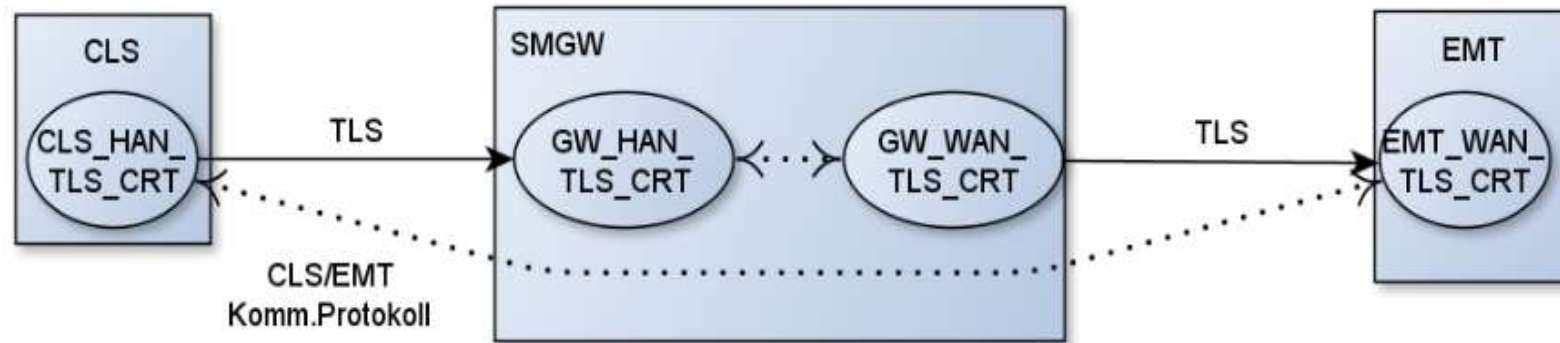 CLS
CLS_HAN_
TLS_CRT
TLS
SMGW
GW_HAN_
TLS_CRT
GW_WAN_
TLS_CRT
TLS
EMT
EMT_WAN_
TLS_CRT
CLS/EMT
Komm.Protokoll